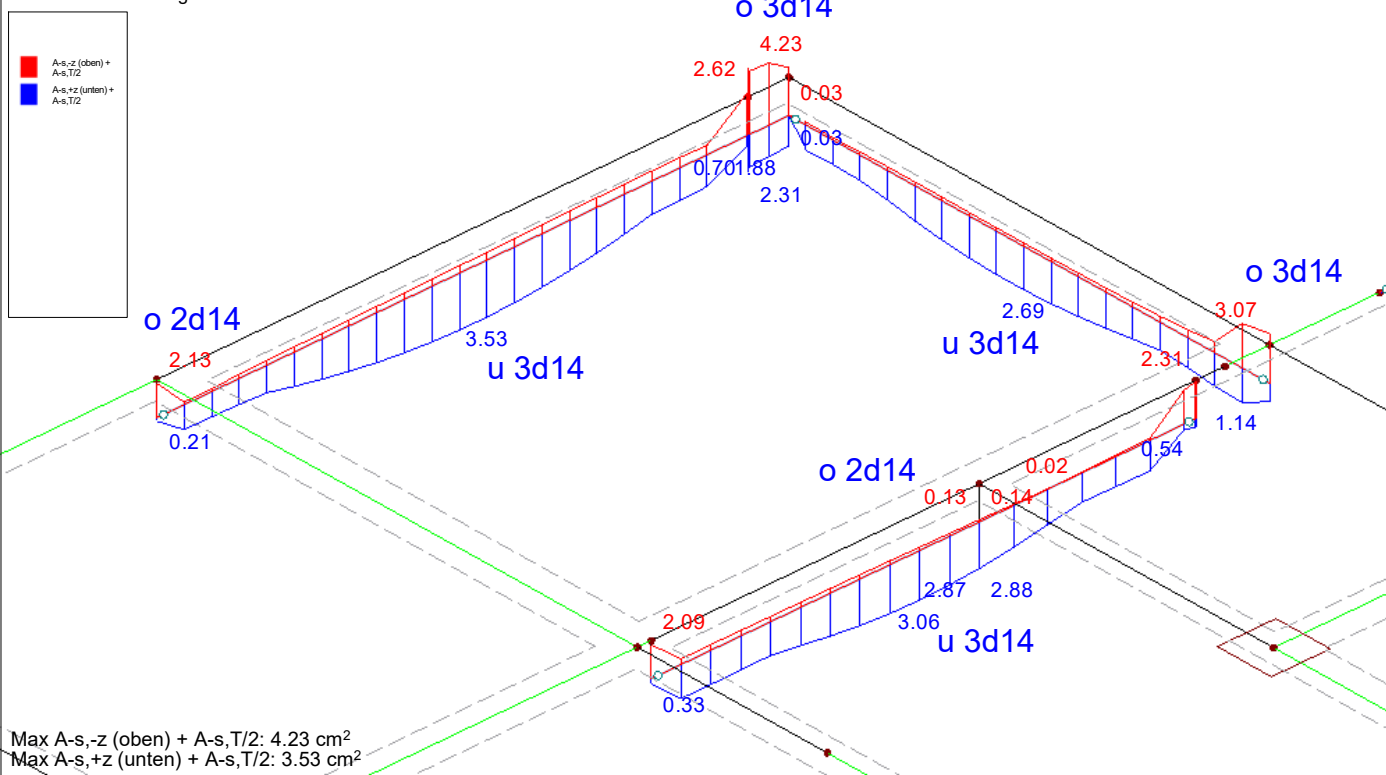 o 3d14
A-s,-z (oben) +
A-s,T/2
A-s,+z (unten) +
A-s,T/2
4.23
2.62
0.03
0.03
0.70
1.88
2.31
o 3d14
3.07
o 2d14
2.13
3.53
u 3d14
2.69
u 3d14
2.31
0.21
1.14
0.54
o 2d14
0.02
0.13
0.14
2.87
2.88
3.06
2.09
u 3d14
0.33
Max A-s,-z (oben) + A-s,T/2: 4.23 cm²
Max A-s,+z (unten) + A-s,T/2: 3.53 cm²